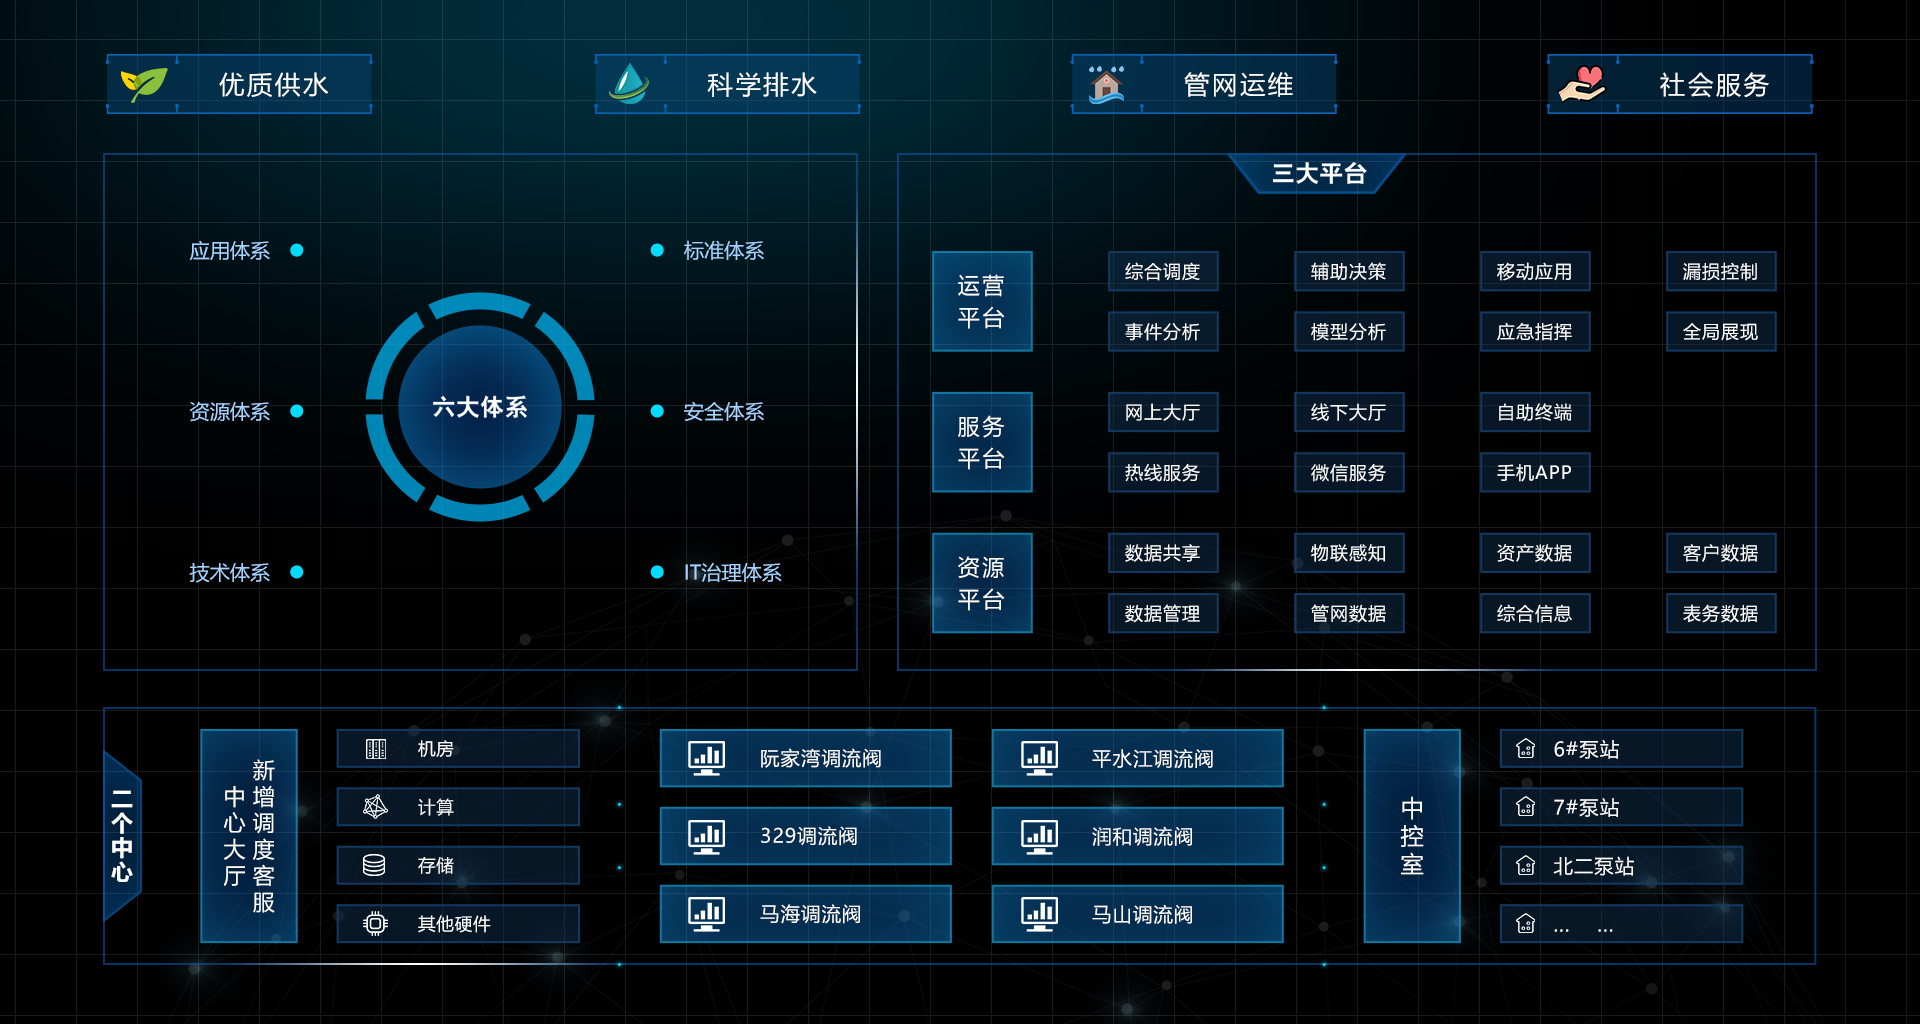 优质供水
科学排水
管网运维
社会服务
应用体系
标准体系
资源体系
六大体系
安全体系
技术体系
IT治理体系
三大平台
运营
平台
综合调度
辅助决策
移动应用
漏损控制
事件分析
模型分析
应急指挥
全局展现
服务
平台
网上大厅
线下大厅
自助终端
热线服务
微信服务
手机APP
资源
平台
数据共享
物联感知
资产数据
客户数据
数据管理
管网数据
综合信息
表务数据
二个中心
新增调度客服
中心大厅
机房
计算
存储
其他硬件
阮家湾调流阀
平水江调流阀
329调流阀
润和调流阀
马海调流阀
马山调流阀
中控室
6#泵站
7#泵站
北二泵站
... ...